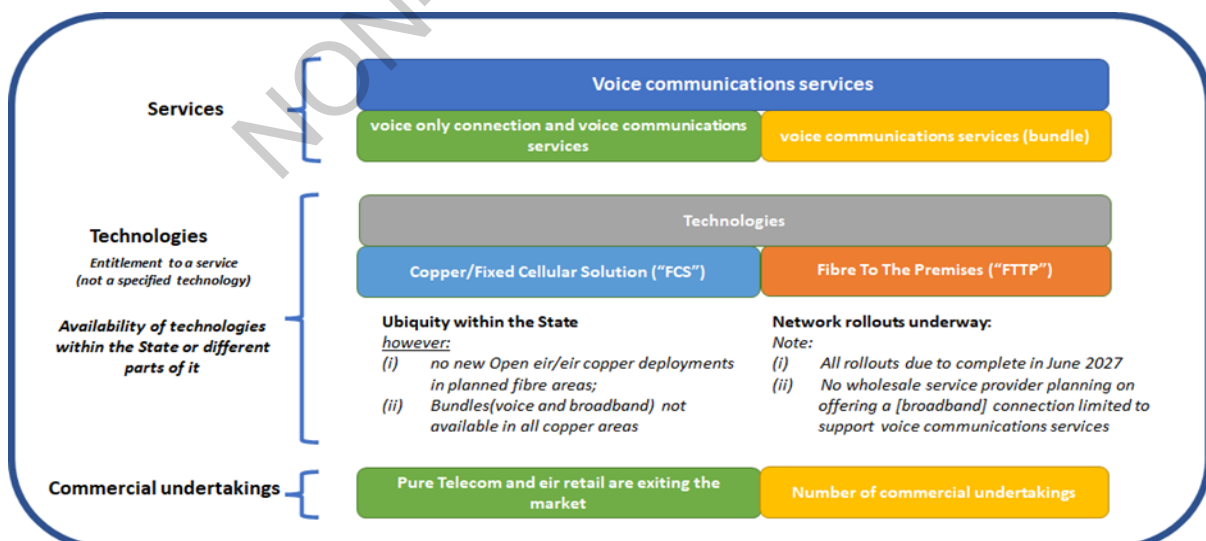 NON
Services
Voice communications services
voice only connection and voice communications
services
voice communications services (bundle)
Technologies
Entitlement to a service
(not a specified technology)
Availability of technologies
within the State or different
parts of it
Technologies
Copper/Fixed Cellular Solution ("FCS")
Fibre To The Premises ("FTTP")
Ubiquity within the State
however:
(i) no new Open eir/eir copper deployments
in planned fibre areas;
(ii) Bundles(voice and broadband) not
available in all copper areas
Network rollouts underway:
Note:
(i) All rollouts due to complete in June 2027
(ii) No wholesale service provider planning on
offering a [broadband] connection limited to
support voice communications services
Commercial undertakings
Pure Telecom and eir retail are exiting the
market
Number of commercial undertakings